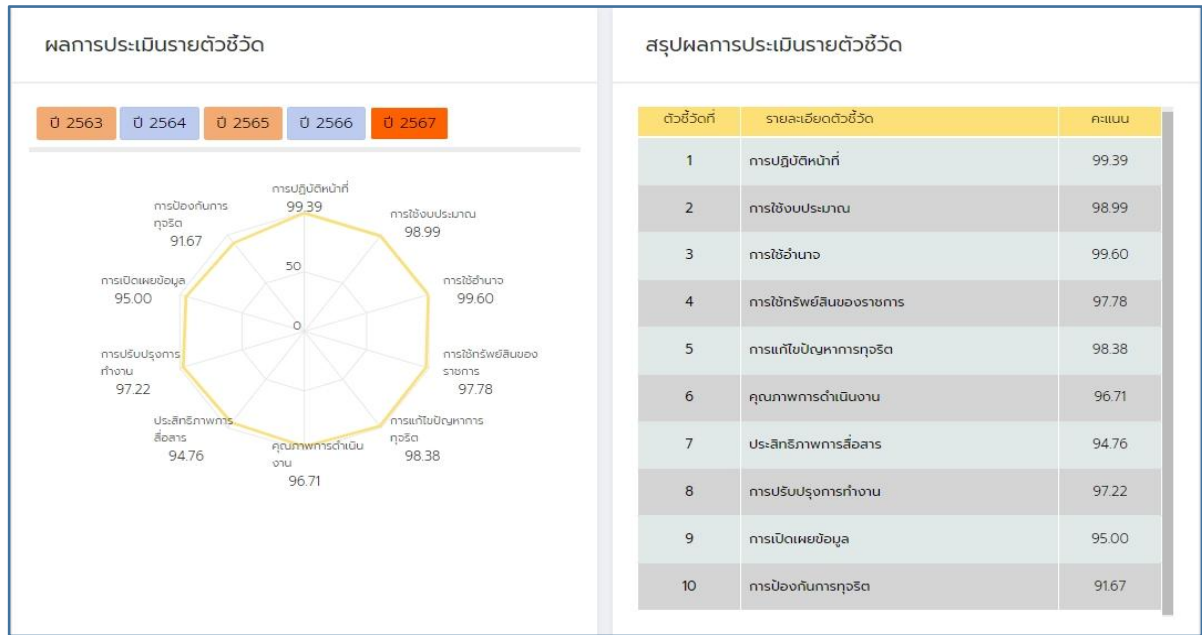 ผลการประเมินรายตัวชี้วัด
ปี 2563 ปี 2564 ปี 2565 ปี 2566 ปี 2567
การปฏิบัติหน้าที่
99.39
การใช้งบประมาณ
98.99
การใช้อำนาจ
99.60
การใช้ทรัพย์สินของ
ราชการ
97.78
การแก้ไขปัญหาการ
ทุจริต
98.38
คุณภาพการดำเนิน
งาน
96.71
ประสิทธิภาพการ
สื่อสาร
94.76
การปรับปรุงการ
ทำงาน
97.22
การเปิดเผยข้อมูล
95.00
การป้องกันการ
ทุจริต
91.67
50
0
สรุปผลการประเมินรายตัวชี้วัด
ตัวชี้วัดที่ รายละเอียดตัวชี้วัด คะแนน
1 การปฏิบัติหน้าที่ 99.39
2 การใช้งบประมาณ 98.99
3 การใช้อำนาจ 99.60
4 การใช้ทรัพย์สินของราชการ 97.78
5 การแก้ไขปัญหาการทุจริต 98.38
6 คุณภาพการดำเนินงาน 96.71
7 ประสิทธิภาพการสื่อสาร 94.76
8 การปรับปรุงการทำงาน 97.22
9 การเปิดเผยข้อมูล 95.00
10 การป้องกันการทุจริต 91.67